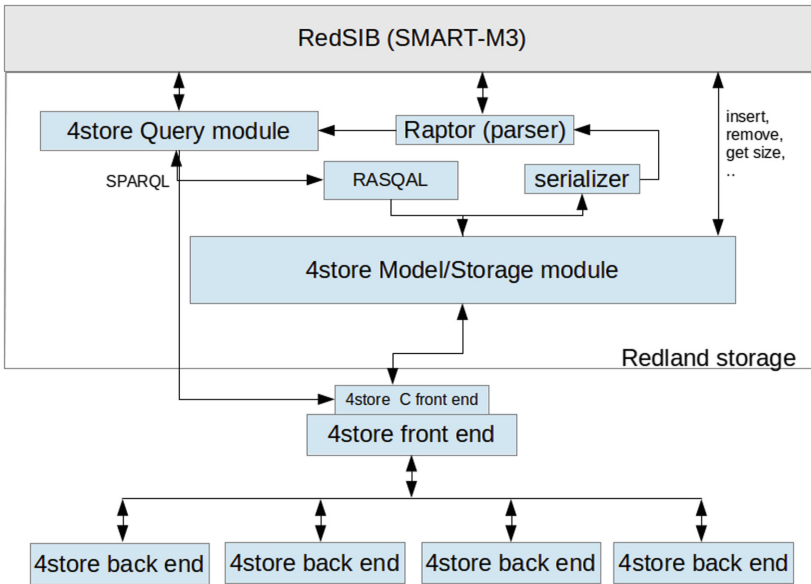 RedSIB (SMART-M3)
4store Query module
Raptor (parser)
insert,
remove,
get size,
..
SPARQL
RASQAL
serializer
4store Model/Storage module
Redland storage
4store C front end
4store front end
4store back end
4store back end
4store back end
4store back end